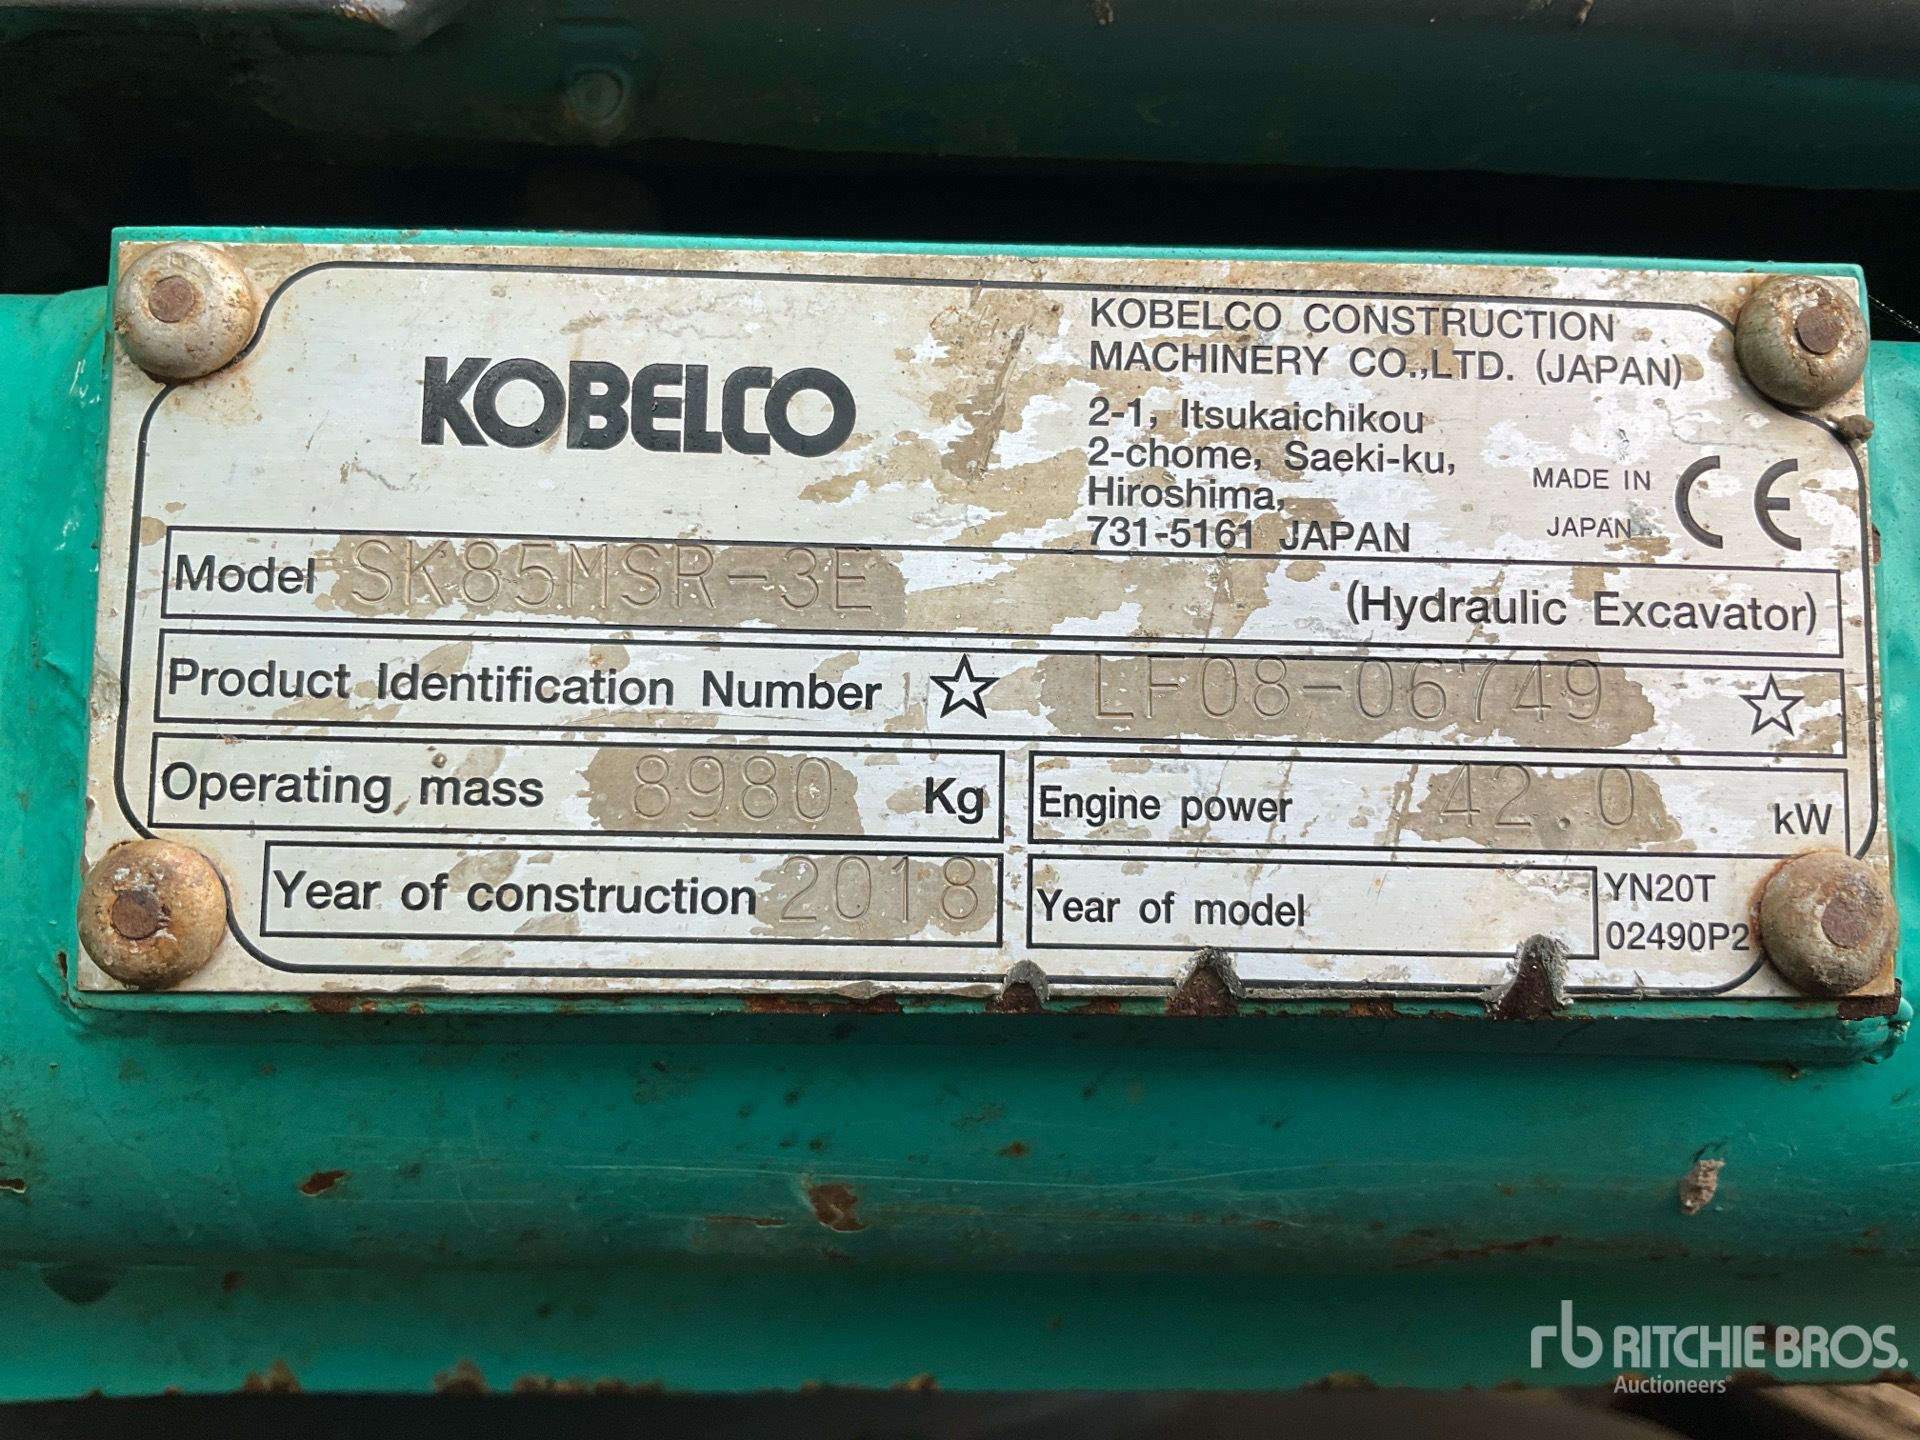 KOBELCO
KOBELCO CONSTRUCTION
MACHINERY CO.,LTD. (JAPAN)
2-1, Itsukaichikou
2-chome, Saeki-ku,
Hiroshima,
731-5161 JAPAN
MADE IN
JAPAN
CE
Model SK85MSR-3E (Hydraulic Excavator)
Product Identification Number ☆ LF08-06749 ☆
Operating mass 8980 Kg
Engine power 42.0 kW
Year of construction 2018
Year of model
YN20T
02490P2
rb RITCHIE BROS.
Auctioneers